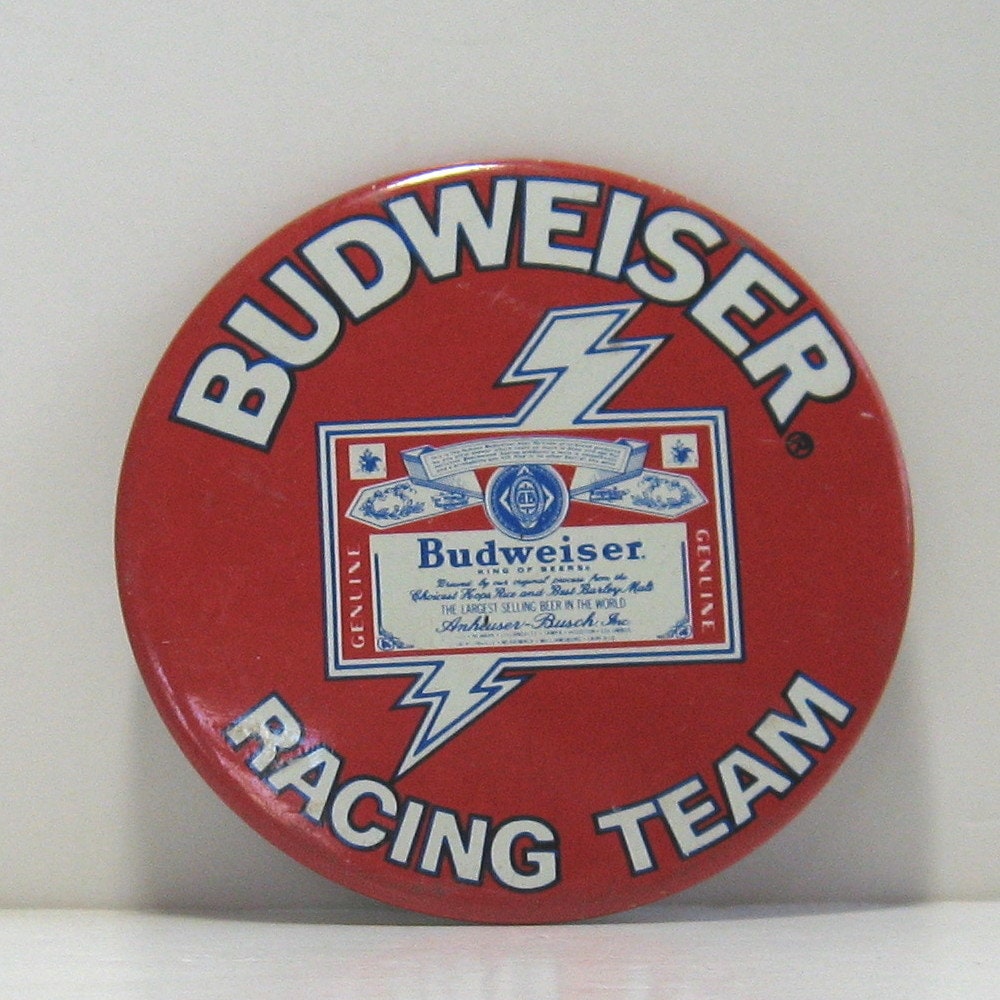 BUDWEISER®
GENUINE
GENUINE
Budweiser®
KING OF BEERS®
Brewed by our original process from the
Choicest Hops Rice and Best Barley Malt
THE LARGEST SELLING BEER IN THE WORLD
Anheuser-Busch, Inc.
RACING TEAM